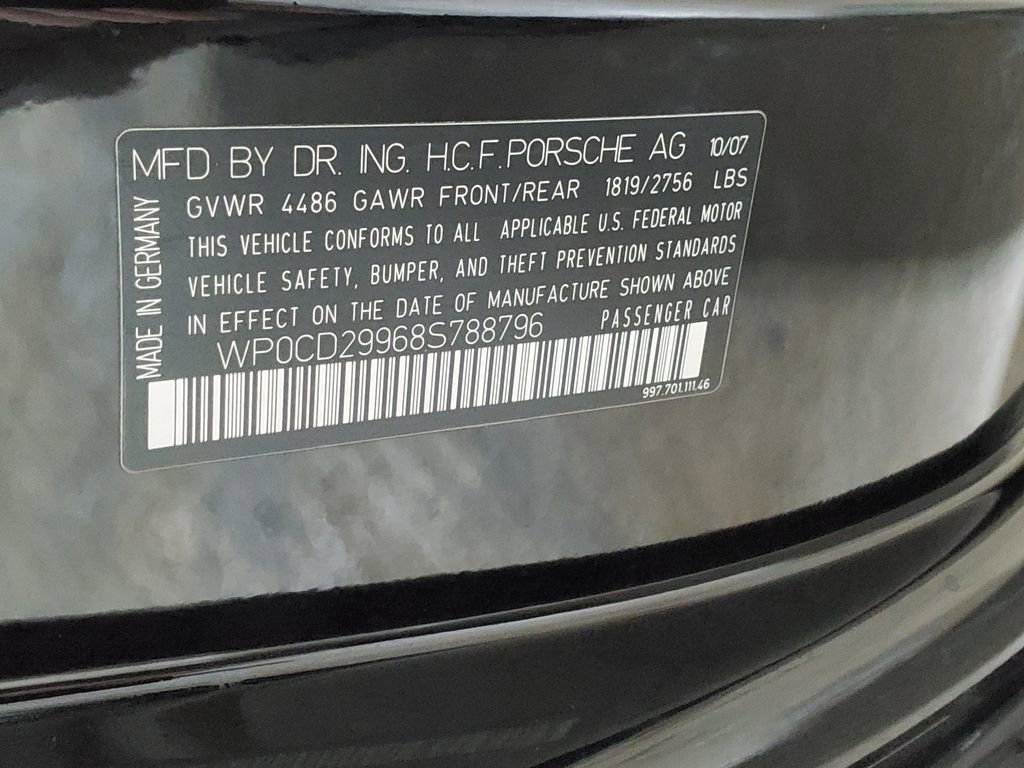 MFD BY DR. ING. H.C.F. PORSCHE AG 10/07
GVWR 4486 GAWR FRONT/REAR 1819/2756 LBS
THIS VEHICLE CONFORMS TO ALL APPLICABLE U.S. FEDERAL MOTOR
VEHICLE SAFETY, BUMPER, AND THEFT PREVENTION STANDARDS
IN EFFECT ON THE DATE OF MANUFACTURE SHOWN ABOVE
WP0CD29968S788796 PASSENGER CAR
997.701.111.46
MADE IN GERMANY